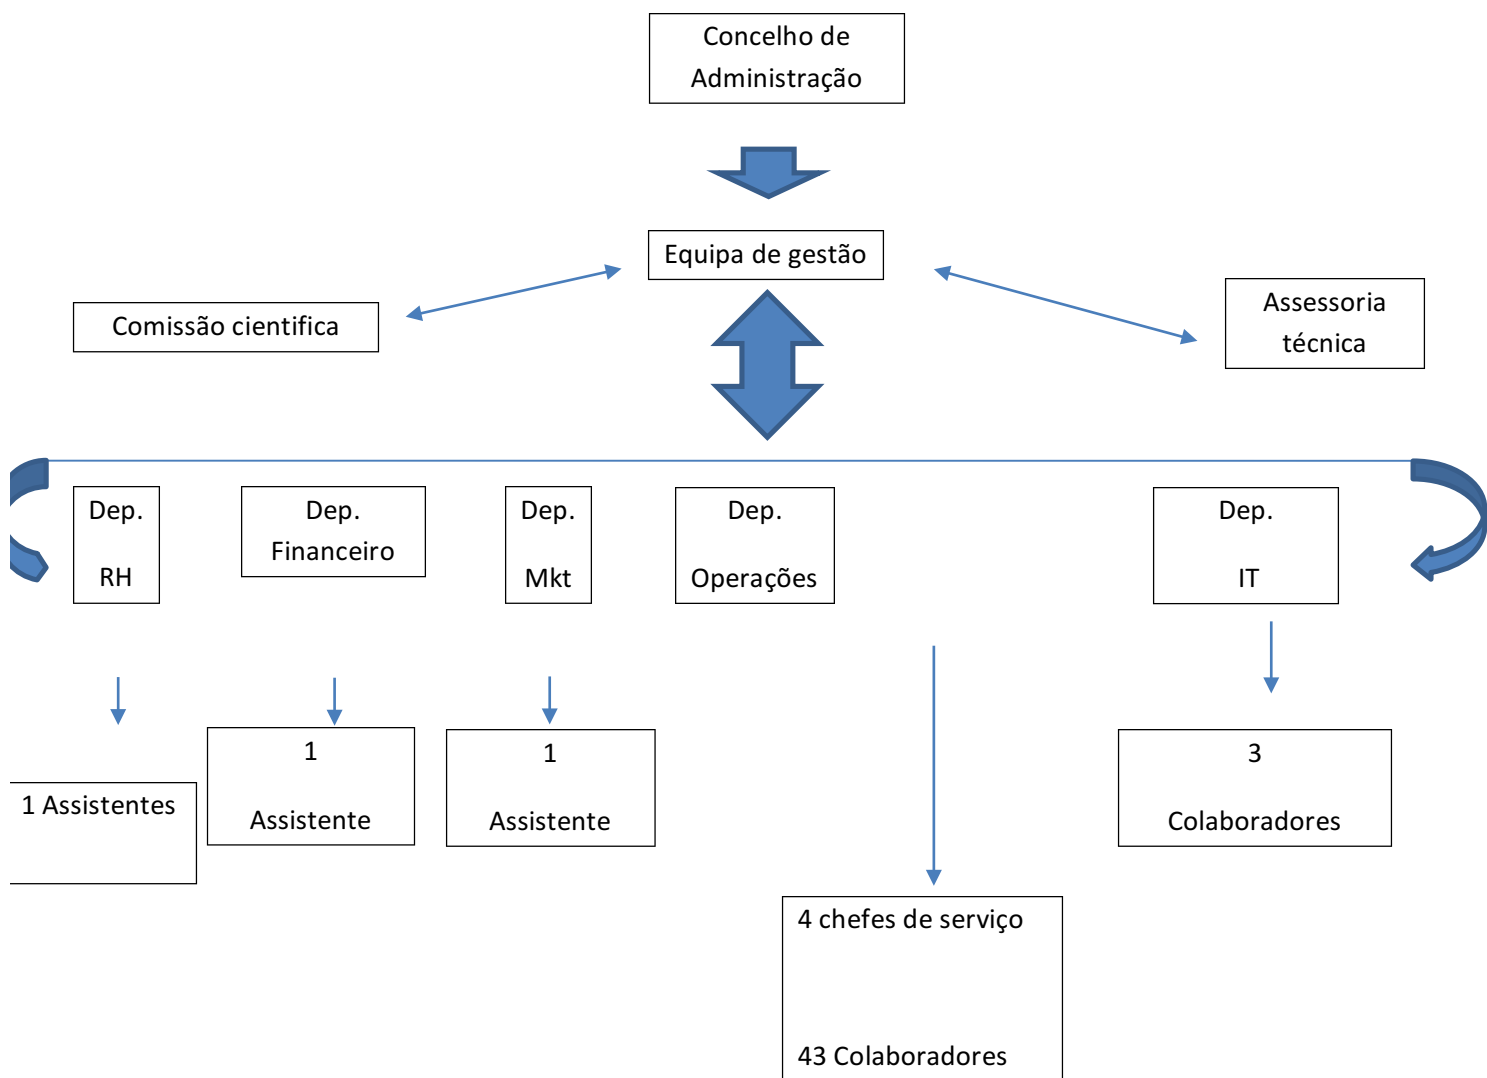 Concelho de
Administração
Equipa de gestão
Comissão cientifica
Assessoria
técnica
Dep.
RH
Dep.
Financeiro
Dep.
Mkt
Dep.
Operações
Dep.
IT
1 Assistentes
1
Assistente
1
Assistente
3
Colaboradores
4 chefes de serviço
43 Colaboradores